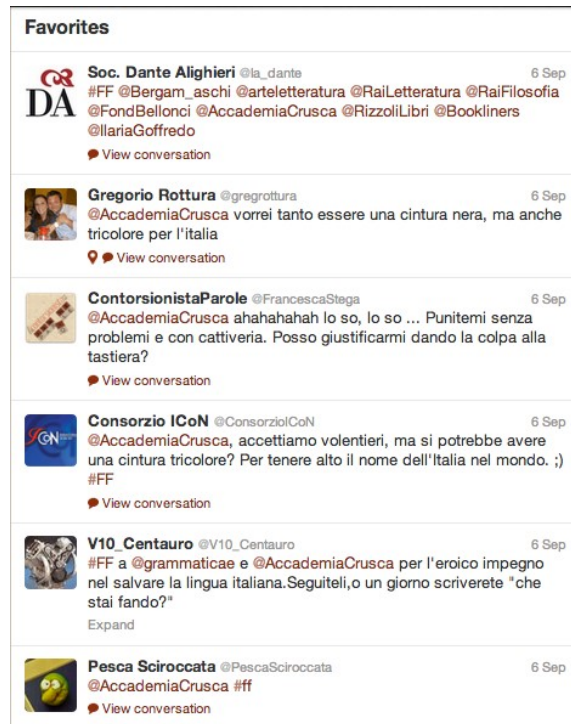 Favorites
Soc. Dante Alighieri @la_dante 6 Sep
#FF @Bergam_aschi @arteletteratura @RaiLetteratura @RaiFilosofia
@FondBellonci @AccademiaCrusca @RizzoliLibri @Bookliners
@IlariaGoffredo
View conversation
DA
Gregorio Rottura @gregrottura 6 Sep
@AccademiaCrusca vorrei tanto essere una cintura nera, ma anche
tricolore per l'italia
View conversation
ContorsionistaParole @FrancescaStega 6 Sep
@AccademiaCrusca ahahahahah lo so, lo so ... Punitemi senza
problemi e con cattiveria. Posso giustificarmi dando la colpa alla
tastiera?
View conversation
Consorzio ICoN @ConsorzioICoN 6 Sep
@AccademiaCrusca, accettiamo volentieri, ma si potrebbe avere
una cintura tricolore? Per tenere alto il nome dell'Italia nel mondo. ;)
#FF
View conversation
ICoN
V10_Centauro @V10_Centauro 6 Sep
#FF a @grammaticae e @AccademiaCrusca per l'eroico impegno
nel salvare la lingua italiana.Seguiteli,o un giorno scriverete "che
stai fando?"
Expand
Pesca Sciroccata @PescaSciroccata 6 Sep
@AccademiaCrusca #ff
View conversation